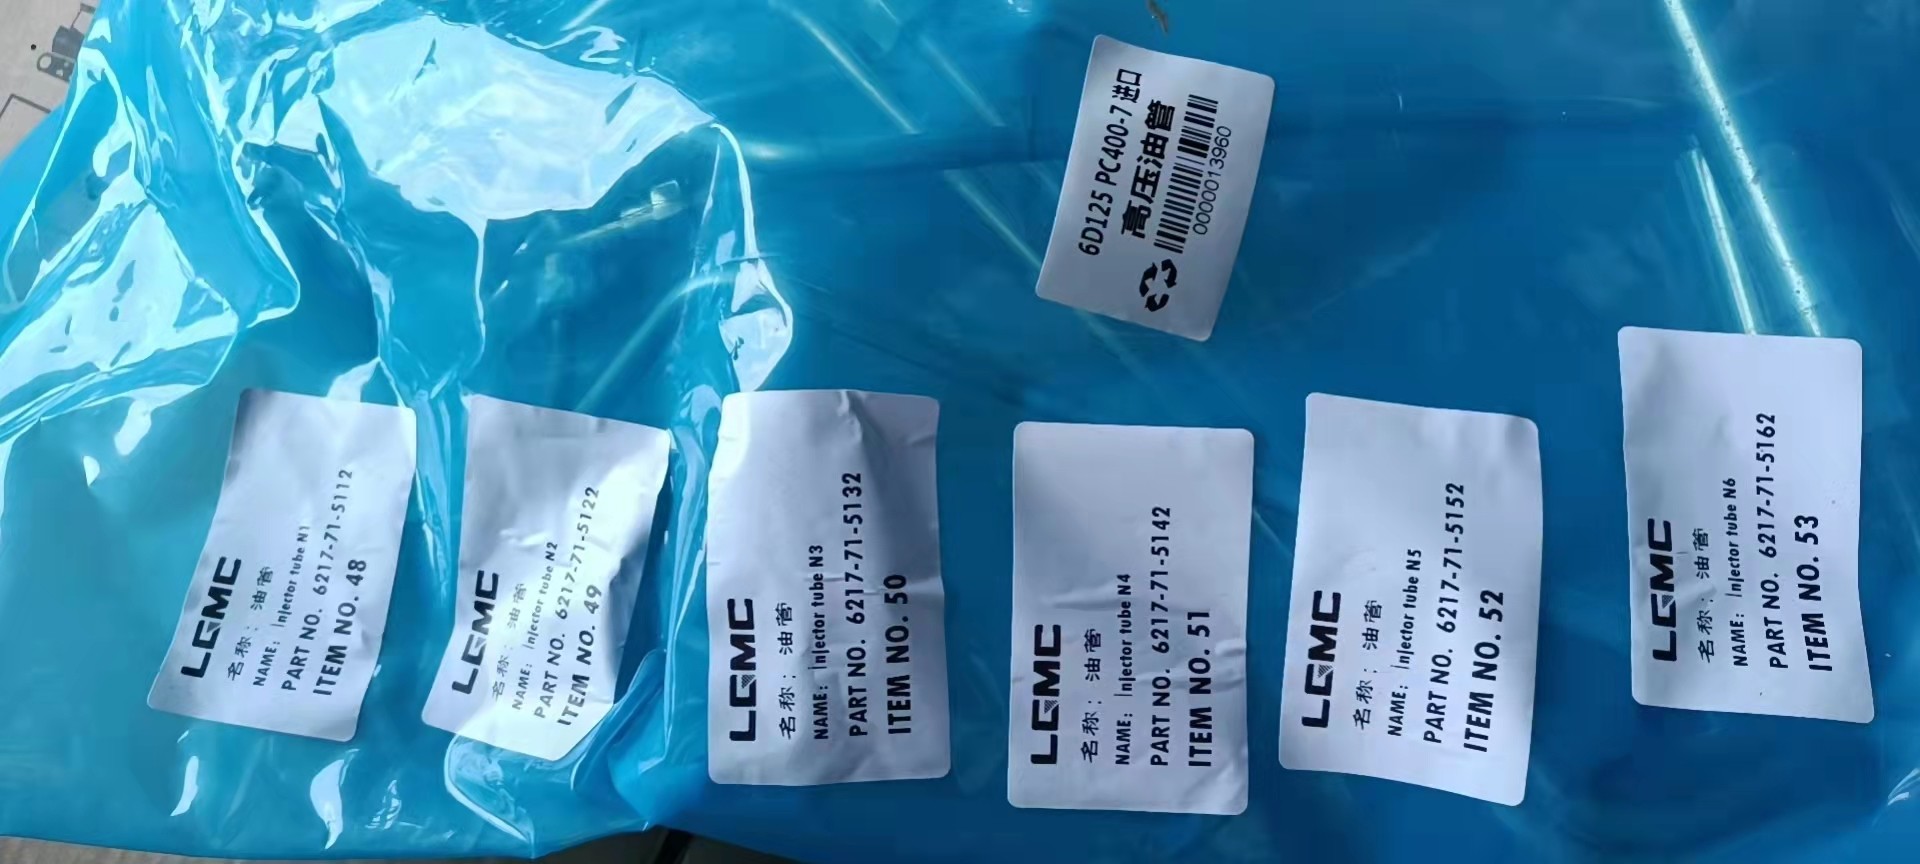 6D125 PC400-7 进口
高压油管
0000013960
LGMC
名称：油管
NAME: Injector tube N1
PART NO. 6217-71-5112
ITEM NO. 48
LGMC
名称：油管
NAME: Injector tube N2
PART NO. 6217-71-5122
ITEM NO. 49
LGMC
名称：油管
NAME: Injector tube N3
PART NO. 6217-71-5132
ITEM NO. 50
LGMC
名称：油管
NAME: Injector tube N4
PART NO. 6217-71-5142
ITEM NO. 51
LGMC
名称：油管
NAME: Injector tube N5
PART NO. 6217-71-5152
ITEM NO. 52
LGMC
名称：油管
NAME: Injector tube N6
PART NO. 6217-71-5162
ITEM NO. 53